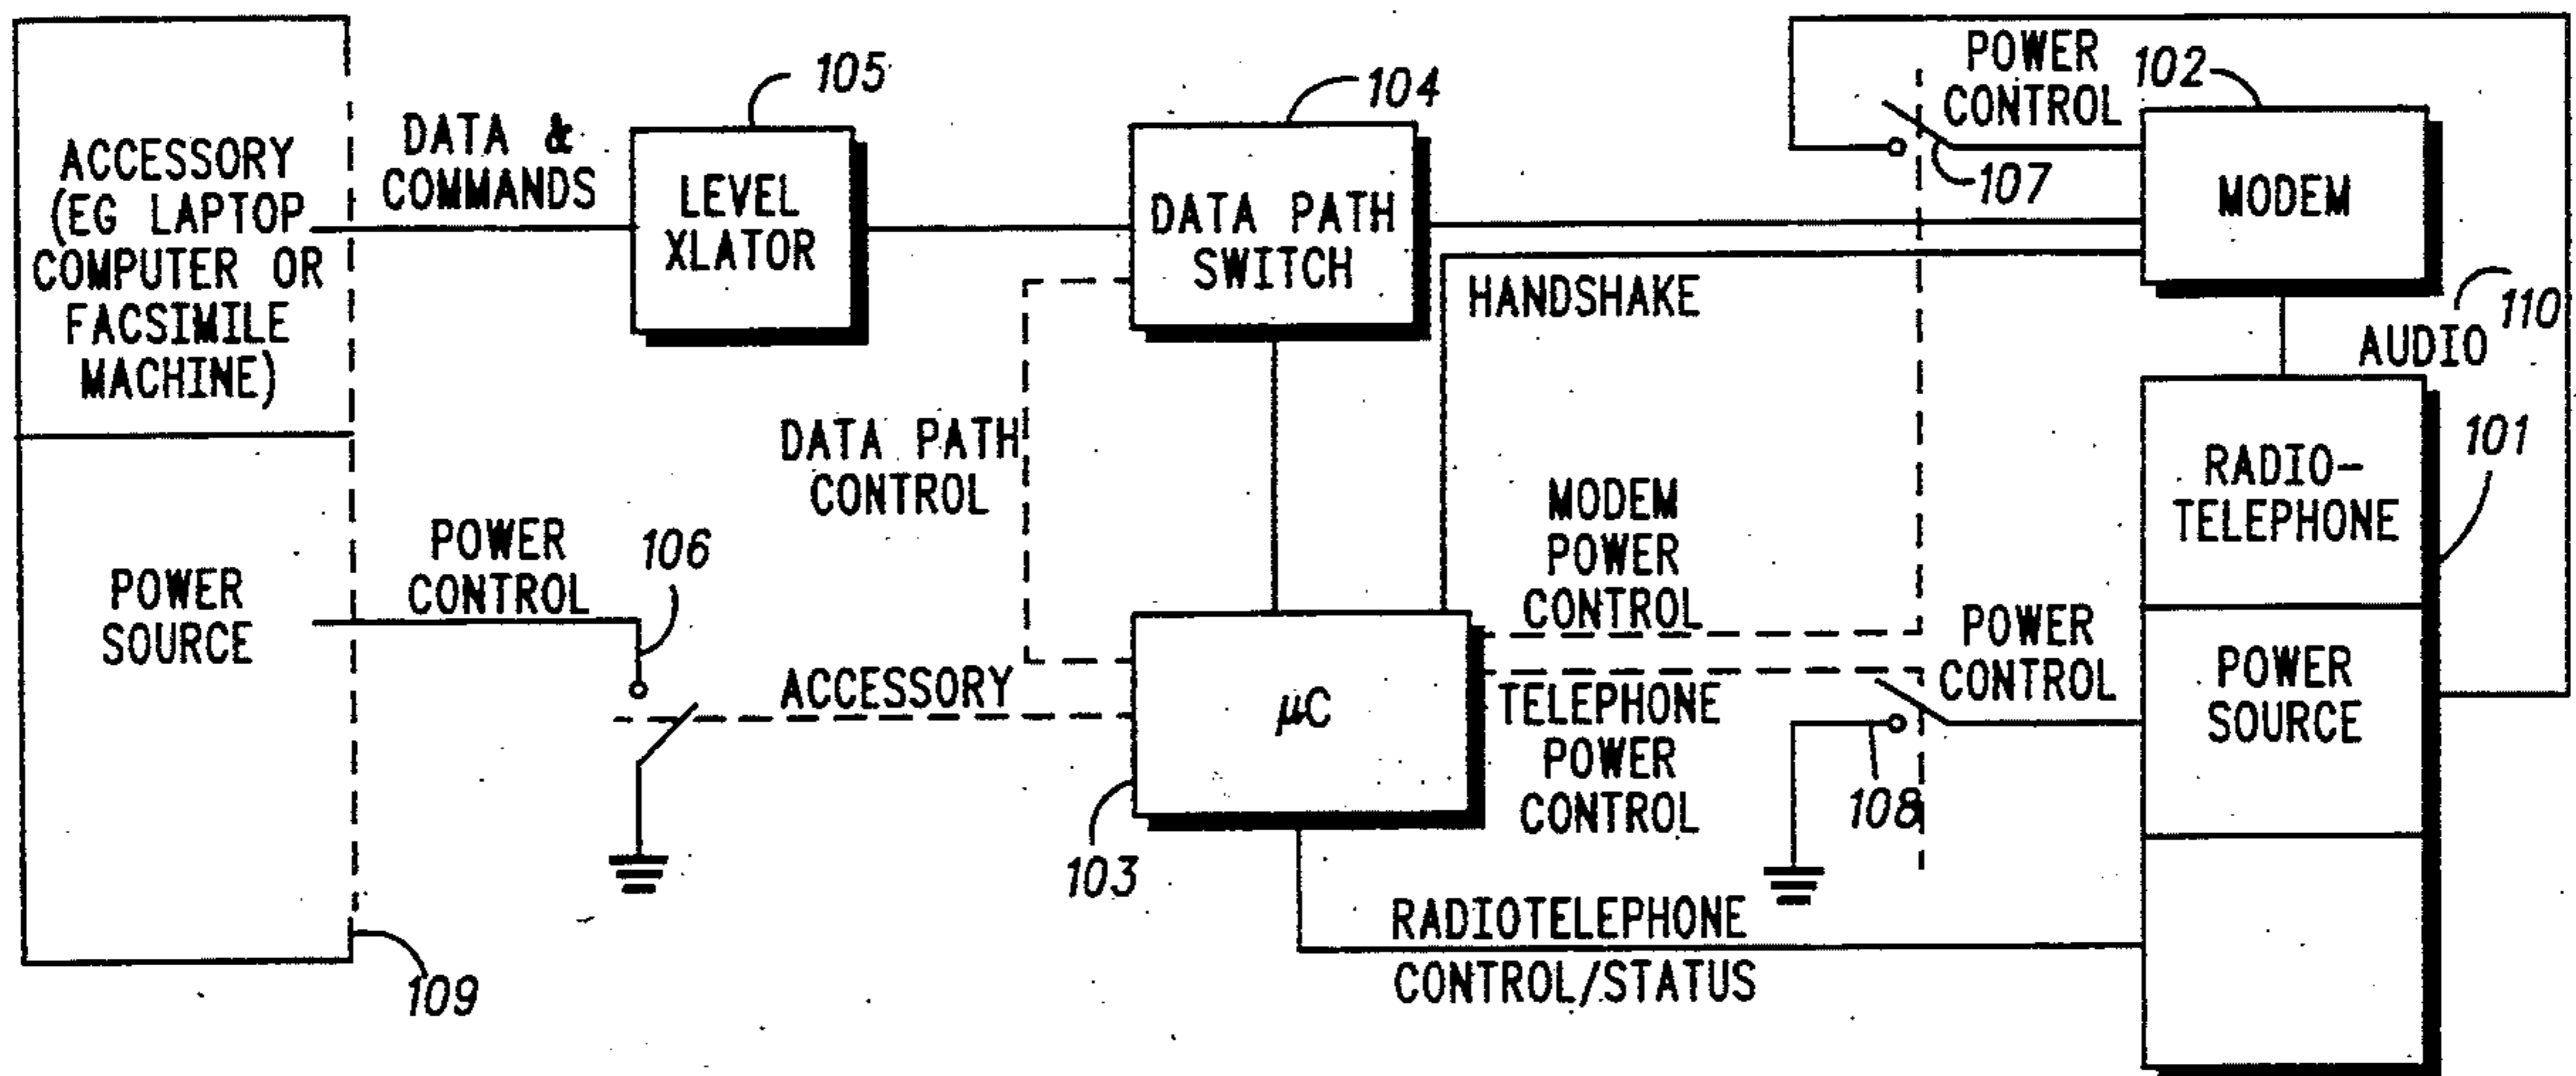 ACCESSORY
(EG LAPTOP
COMPUTER OR
FACSIMILE
MACHINE)
DATA &
COMMANDS
105
LEVEL
XLATOR
104
DATA PATH
SWITCH
POWER
CONTROL
102
107
MODEM
HANDSHAKE
110
AUDIO
DATA PATH
CONTROL
101
RADIO-
TELEPHONE
POWER
SOURCE
POWER
CONTROL
106
ACCESSORY
μC
103
MODEM
POWER
CONTROL
TELEPHONE
POWER
CONTROL
POWER
CONTROL
108
POWER
SOURCE
109
RADIOTELEPHONE
CONTROL/STATUS